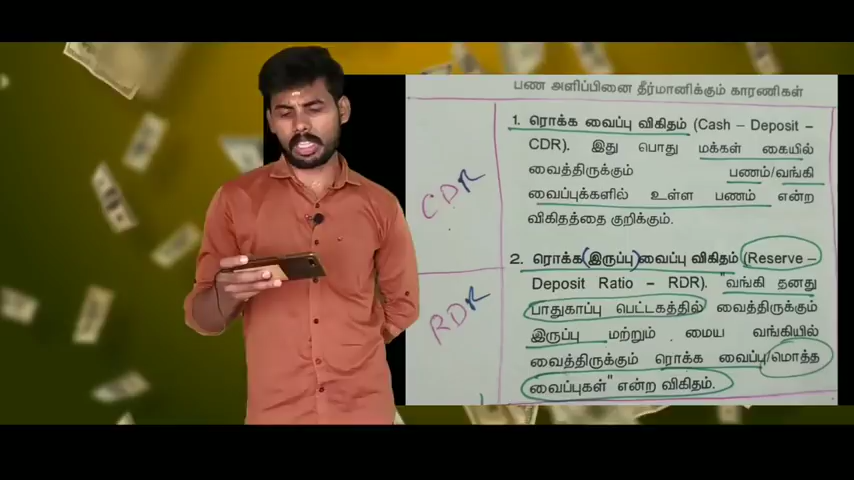 பண அளிப்பினை தீர்மானிக்கும் காரணிகள்
1. ரொக்க வைப்பு விகிதம் (Cash – Deposit –
CDR). இது பொது மக்கள் கையில்
வைத்திருக்கும் பணம்/வங்கி
வைப்புக்களில் உள்ள பணம் என்ற
விகிதத்தை குறிக்கும்.
CDR
2. ரொக்க (இருப்பு) வைப்பு விகிதம் (Reserve –
Deposit Ratio – RDR). "வங்கி தனது
பாதுகாப்பு பெட்டகத்தில் வைத்திருக்கும்
இருப்பு மற்றும் மைய வங்கியில்
வைத்திருக்கும் ரொக்க வைப்பு/மொத்த
வைப்புகள்" என்ற விகிதம்.
RDR